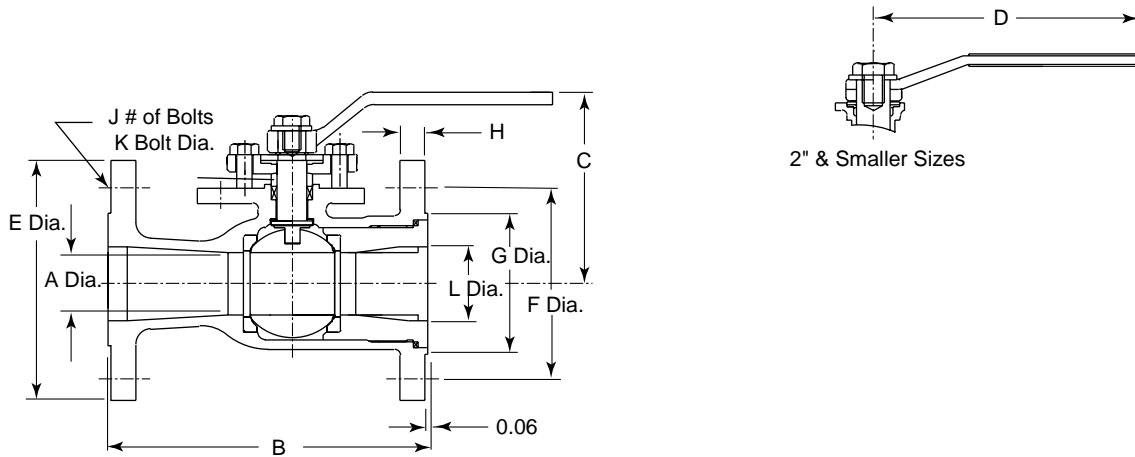 D
J # of Bolts
K Bolt Dia.
H
C
2" & Smaller Sizes
E Dia.
G Dia.
A Dia.
L Dia.
F Dia.
0.06
B